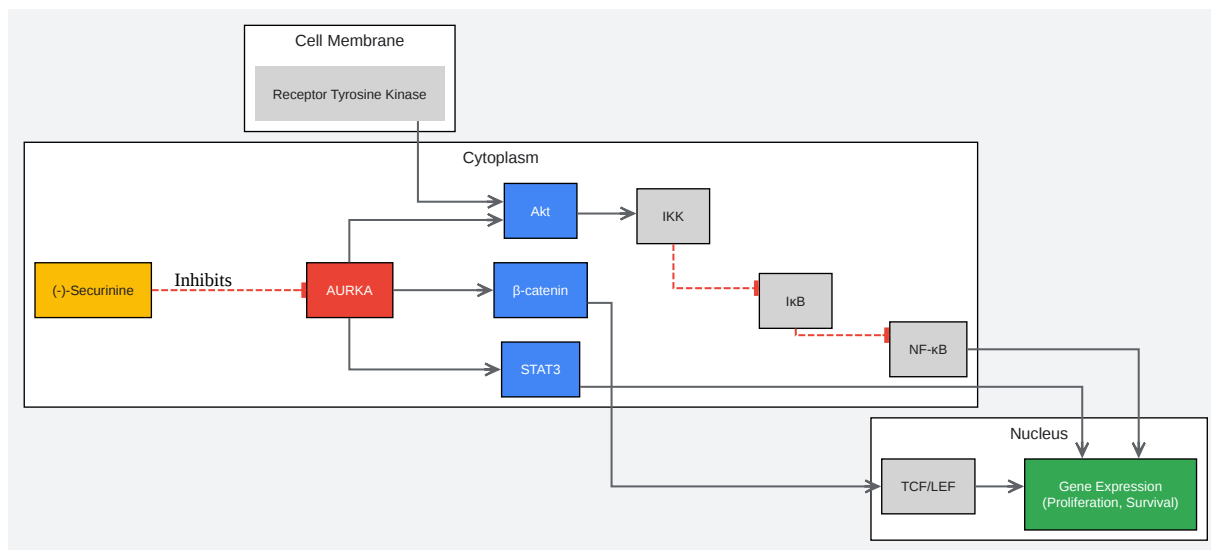 Cell Membrane
Receptor Tyrosine Kinase
Cytoplasm
Akt
IKK
Inhibits
(-)-Securinine
AURKA
β-catenin
IκB
NF-κB
STAT3
Nucleus
TCF/LEF
Gene Expression
(Proliferation, Survival)